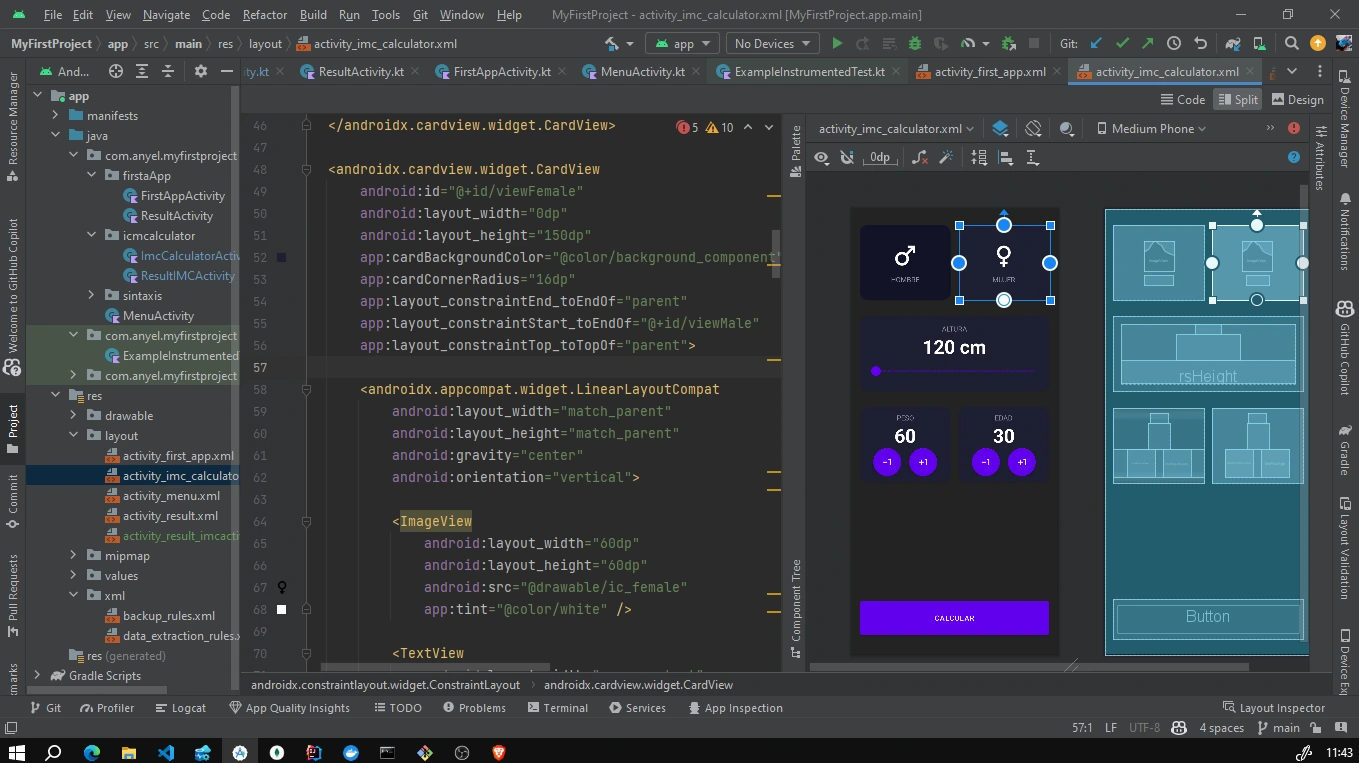 File Edit View Navigate Code Refactor Build Run Tools Git Window Help MyFirstProject - activity_imc_calculator.xml [MyFirstProject.app.main]
MyFirstProject app src main res layout activity_imc_calculator.xml app No Devices Git:
And... ty.kt ResultActivity.kt FirstAppActivity.kt MenuActivity.kt ExampleInstrumentedTest.kt activity_first_app.xml activity_imc_calculator.xml
Code Split Design
Resource Manager
Welcome to GitHub Copilot
Project
Commit
Pull Requests
app
manifests
java
com.anyel.myfirstproject
firstaApp
FirstAppActivity
ResultActivity
icmcalculator
ImcCalculatorActiv
ResultIMCActivity
sintaxis
MenuActivity
com.anyel.myfirstproject
ExampleInstrumented
com.anyel.myfirstproject
res
drawable
layout
activity_first_app.xml
activity_imc_calculato
activity_menu.xml
activity_result.xml
activity_result_imcacti
mipmap
values
xml
backup_rules.xml
data_extraction_rules.x
res (generated)
Gradle Scripts
5 10
46 </androidx.cardview.widget.CardView>
47
48 <androidx.cardview.widget.CardView
49 android:id="@+id/viewFemale"
50 android:layout_width="0dp"
51 android:layout_height="150dp"
52 app:cardBackgroundColor="@color/background_component"
53 app:cardCornerRadius="16dp"
54 app:layout_constraintEnd_toEndOf="parent"
55 app:layout_constraintStart_toEndOf="@+id/viewMale"
56 app:layout_constraintTop_toTopOf="parent">
57
58 <androidx.appcompat.widget.LinearLayoutCompat
59 android:layout_width="match_parent"
60 android:layout_height="match_parent"
61 android:gravity="center"
62 android:orientation="vertical">
63
64 <ImageView
65 android:layout_width="60dp"
66 android:layout_height="60dp"
67 android:src="@drawable/ic_female"
68 app:tint="@color/white" />
69
70 <TextView
androidx.constraintlayout.widget.ConstraintLayout androidx.cardview.widget.CardView
Palette
Component Tree
activity_imc_calculator.xml Medium Phone
0dp
HOMBRE MUJER
ALTURA
120 cm
PESO EDAD
60 30
-1 +1 -1 +1
CALCULAR
rsHeight
Button
Attributes
Device Manager
Notifications
GitHub Copilot
Gradle
Layout Validation
Device Ex
Git Profiler Logcat App Quality Insights TODO Problems Terminal Services App Inspection Layout Inspector
57:1 LF UTF-8 4 spaces main
11:43